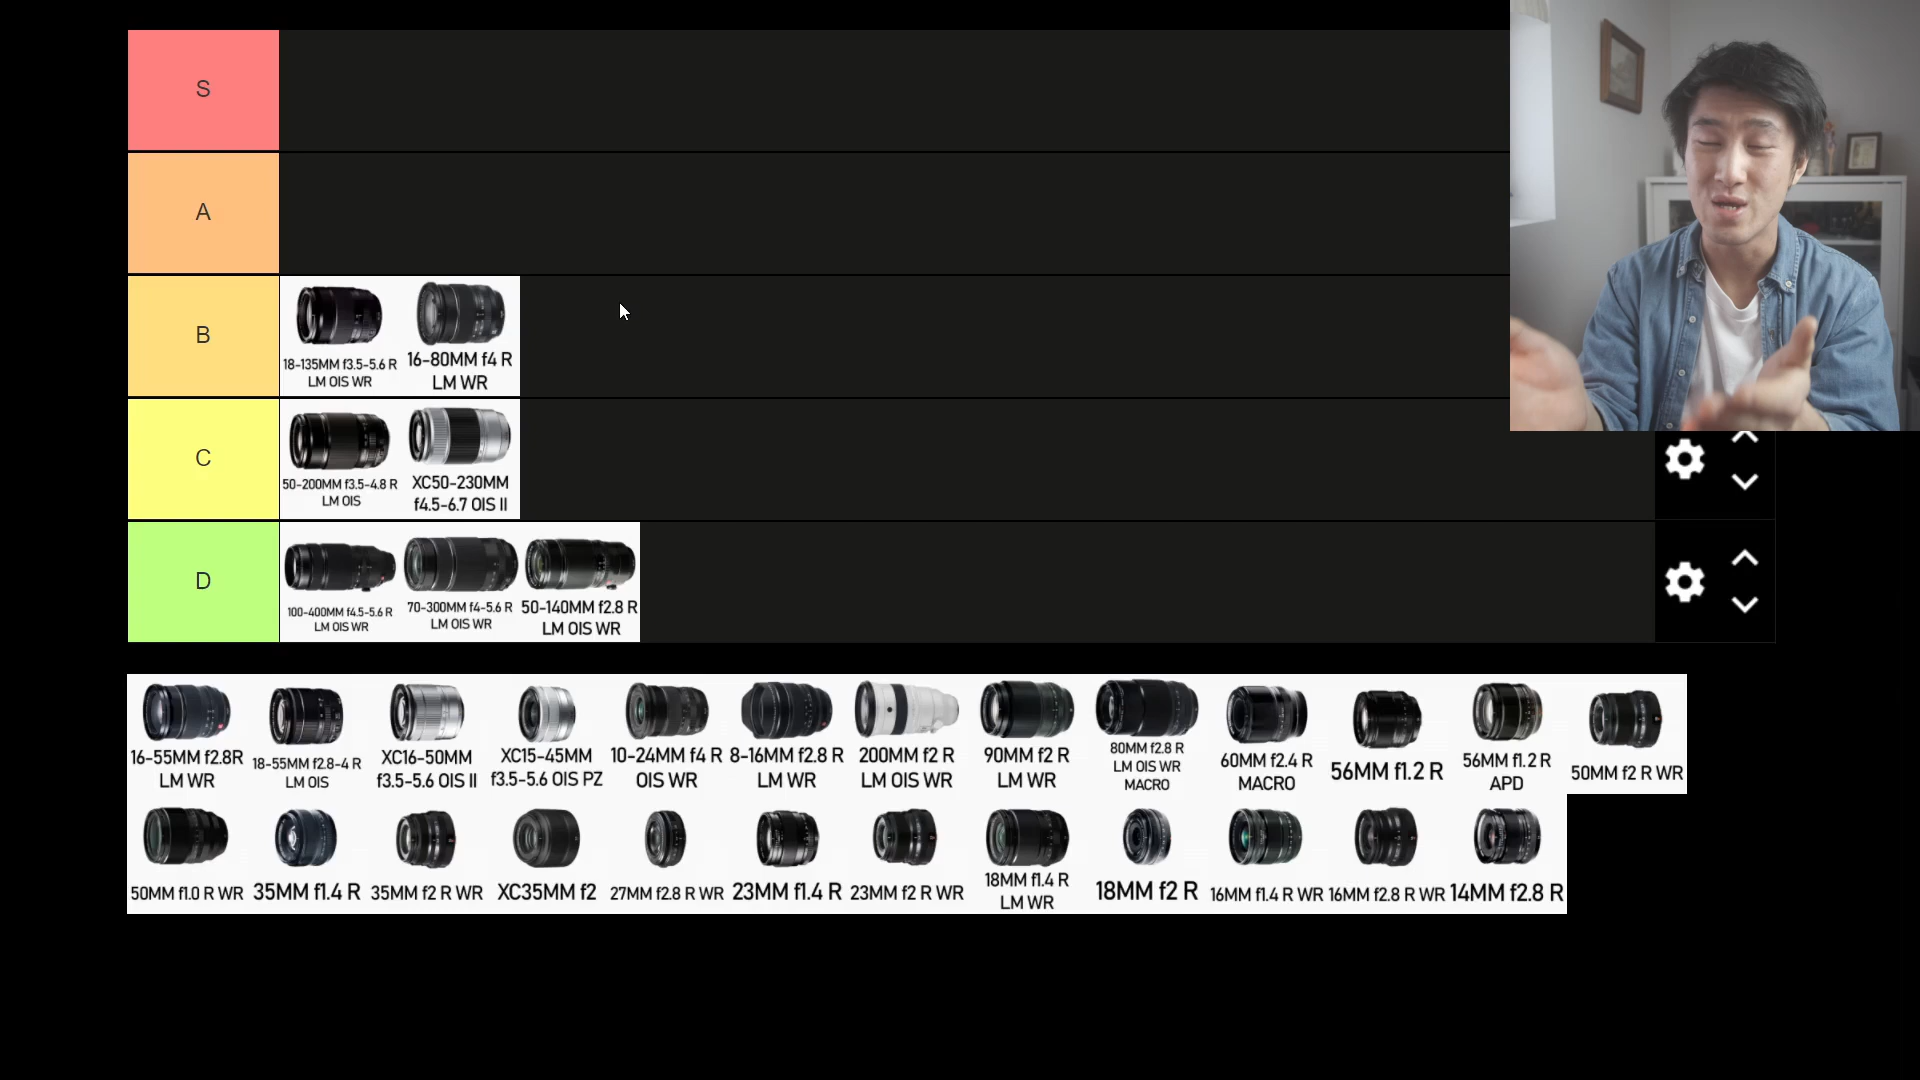 S
A
B
18-135MM f3.5-5.6 R
LM OIS WR
16-80MM f4 R
LM WR
C
50-200MM f3.5-4.8 R
LM OIS
XC50-230MM
f4.5-6.7 OIS II
D
100-400MM f4.5-5.6 R
LM OIS WR
70-300MM f4-5.6 R
LM OIS WR
50-140MM f2.8 R
LM OIS WR
16-55MM f2.8R
LM WR
18-55MM f2.8-4 R
LM OIS
XC16-50MM
f3.5-5.6 OIS II
XC15-45MM
f3.5-5.6 OIS PZ
10-24MM f4 R
OIS WR
8-16MM f2.8 R
LM WR
200MM f2 R
LM OIS WR
90MM f2 R
LM WR
80MM f2.8 R
LM OIS WR
MACRO
60MM f2.4 R
MACRO
56MM f1.2 R
56MM f1.2 R
APD
50MM f2 R WR
50MM f1.0 R WR
35MM f1.4 R
35MM f2 R WR
XC35MM f2
27MM f2.8 R WR
23MM f1.4 R
23MM f2 R WR
18MM f1.4 R
LM WR
18MM f2 R
16MM f1.4 R WR
16MM f2.8 R WR
14MM f2.8 R